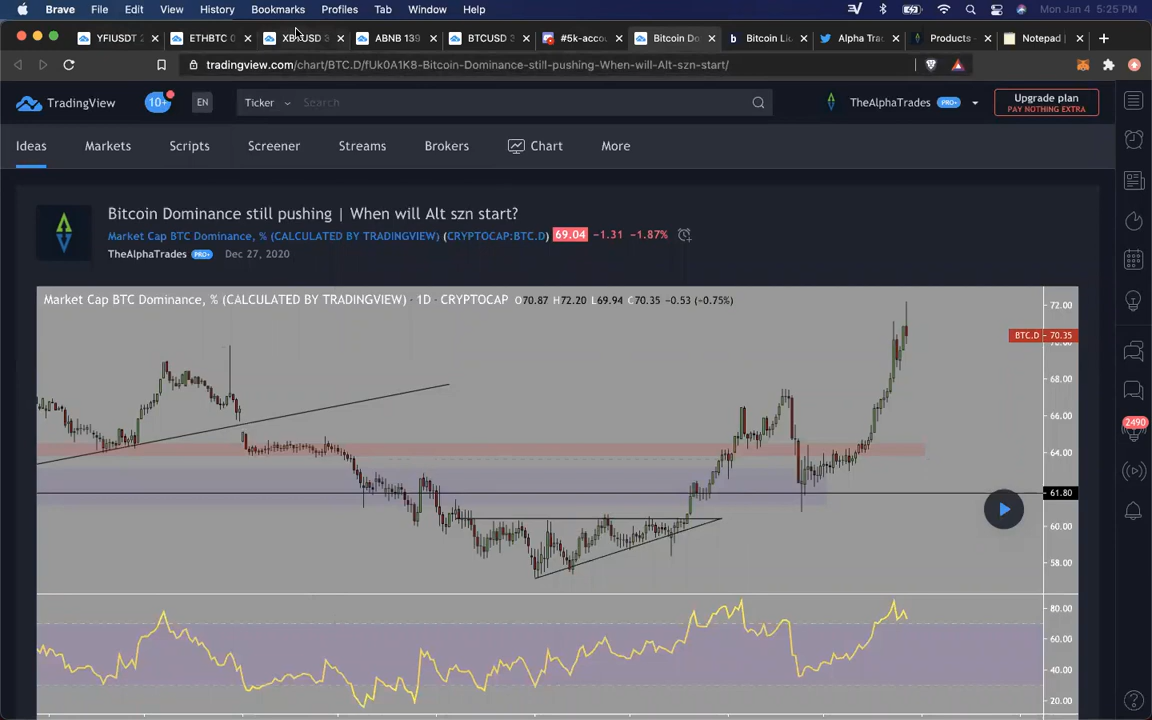 Brave File Edit View History Bookmarks Profiles Tab Window Help Mon Jan 4 5:25 PM
YFIUSDT 2 ETHBTC 0 XBTUSD 3 ABNB 139 BTCUSD 3 #5k-accou Bitcoin Do Bitcoin Li Alpha Tra Products - Notepad
tradingview.com/chart/BTC.D/fUk0A1K8-Bitcoin-Dominance-still-pushing-When-will-Alt-szn-start/
TradingView 10+ EN Ticker Search TheAlphaTrades PRO+ Upgrade plan
PAY NOTHING EXTRA
Ideas Markets Scripts Screener Streams Brokers Chart More
Bitcoin Dominance still pushing | When will Alt szn start?
Market Cap BTC Dominance, % (CALCULATED BY TRADINGVIEW) (CRYPTOCAP:BTC.D) 69.04 −1.31 −1.87%
TheAlphaTrades PRO+ Dec 27, 2020
Market Cap BTC Dominance, % (CALCULATED BY TRADINGVIEW) · 1D · CRYPTOCAP O70.87 H72.20 L69.94 C70.35 −0.53 (−0.75%)
72.00
BTC.D 70.35
68.00
66.00
64.00
61.80
60.00
58.00
80.00
60.00
40.00
20.00
2490